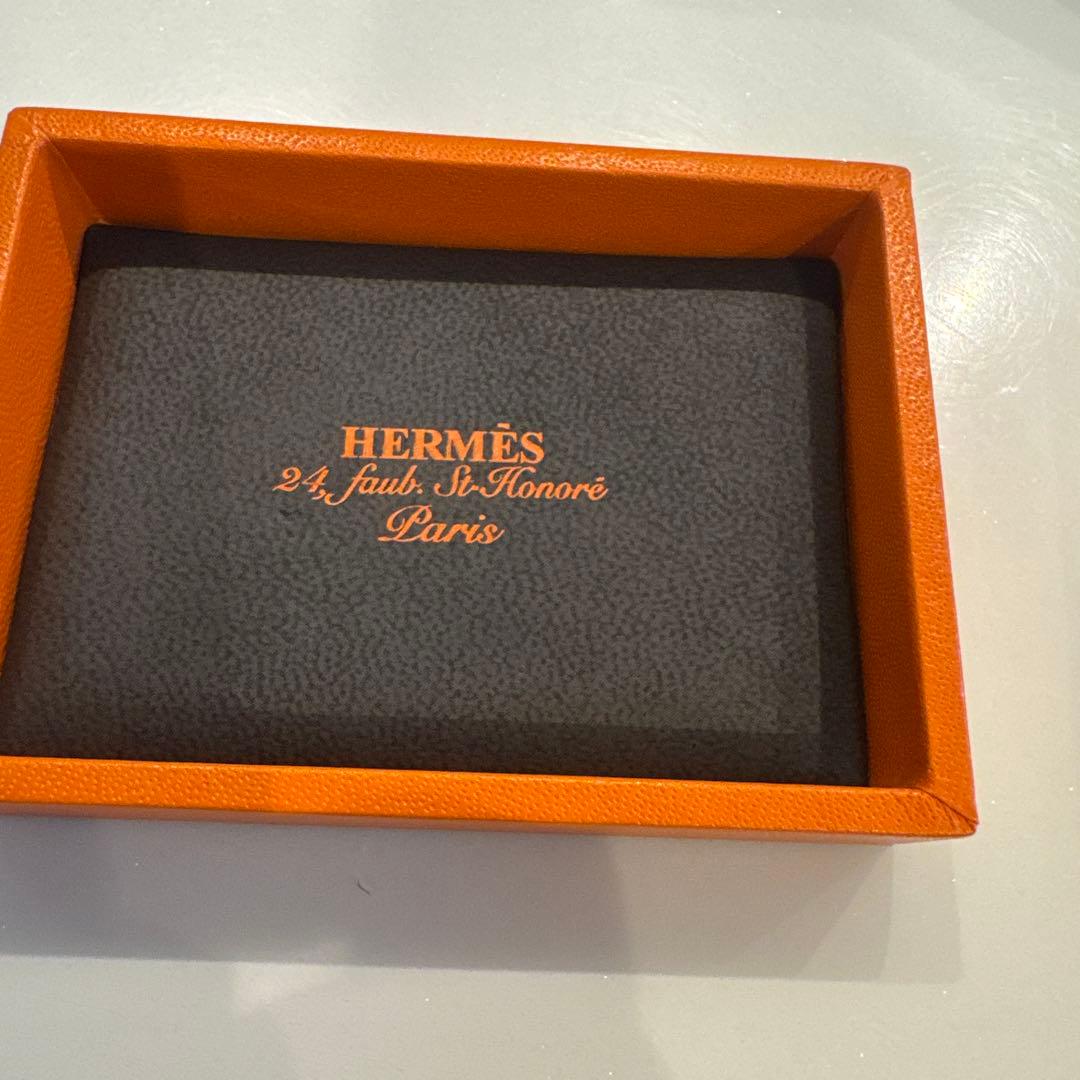 HERMÈS
24, faub. St-Honoré
Paris